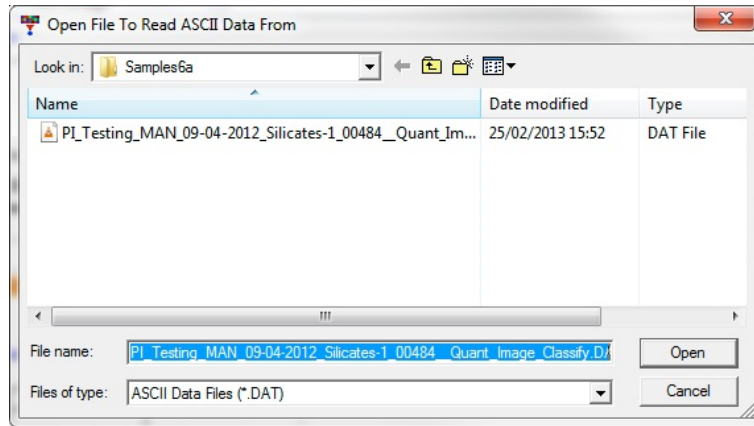 Open File To Read ASCII Data From
Look in: Samples6a
Name Date modified Type
PI_Testing_MAN_09-04-2012_Silicates-1_00484__Quant_Im... 25/02/2013 15:52 DAT File
File name: PI_Testing_MAN_09-04-2012_Silicates-1_00484__Quant_Image_Classify.DA
Open
Files of type: ASCII Data Files (*.DAT)
Cancel